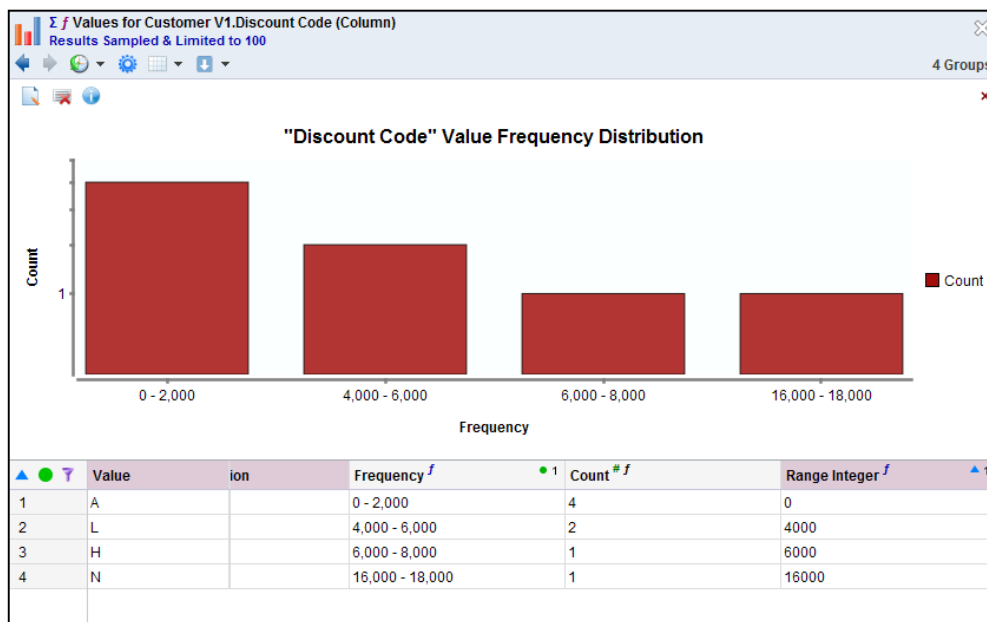 Σ ƒ Values for Customer V1.Discount Code (Column)
Results Sampled & Limited to 100
4 Groups
"Discount Code" Value Frequency Distribution
Count
1
Count
0 - 2,000 4,000 - 6,000 6,000 - 8,000 16,000 - 18,000
Frequency
Value ion Frequency ƒ 1 Count # ƒ Range Integer ƒ 1
1 A 0 - 2,000 4 0
2 L 4,000 - 6,000 2 4000
3 H 6,000 - 8,000 1 6000
4 N 16,000 - 18,000 1 16000